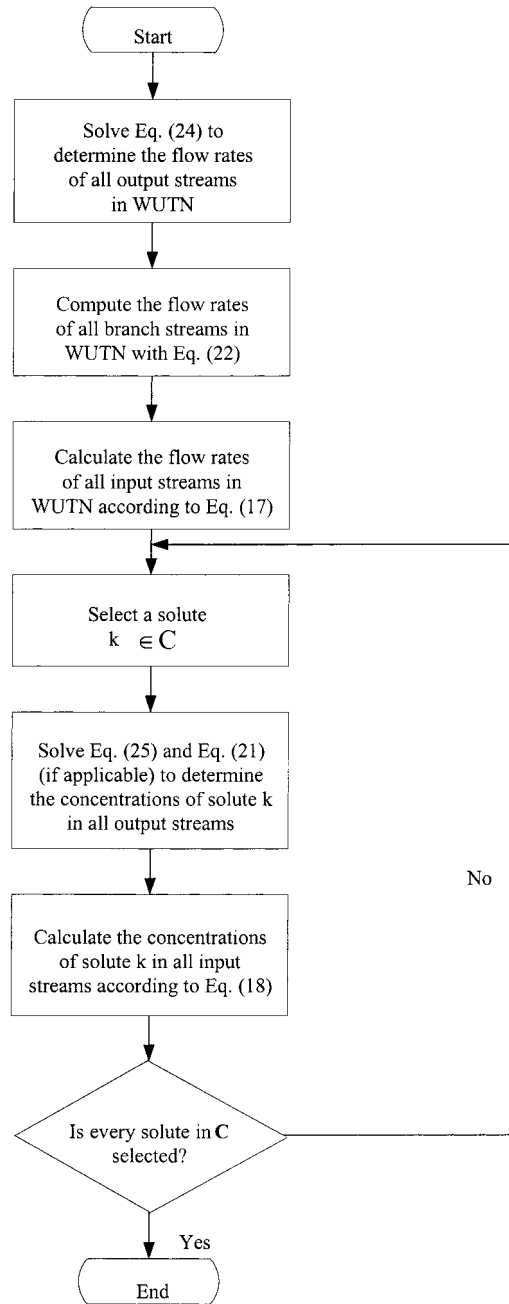 Start
Solve Eq. (24) to
determine the flow rates
of all output streams
in WUTN
Compute the flow rates
of all branch streams in
WUTN with Eq. (22)
Calculate the flow rates
of all input streams in
WUTN according to Eq. (17)
Select a solute
k ∈ C
Solve Eq. (25) and Eq. (21)
(if applicable) to determine
the concentrations of solute k
in all output streams
No
Calculate the concentrations
of solute k in all input
streams according to Eq. (18)
Is every solute in C
selected?
Yes
End